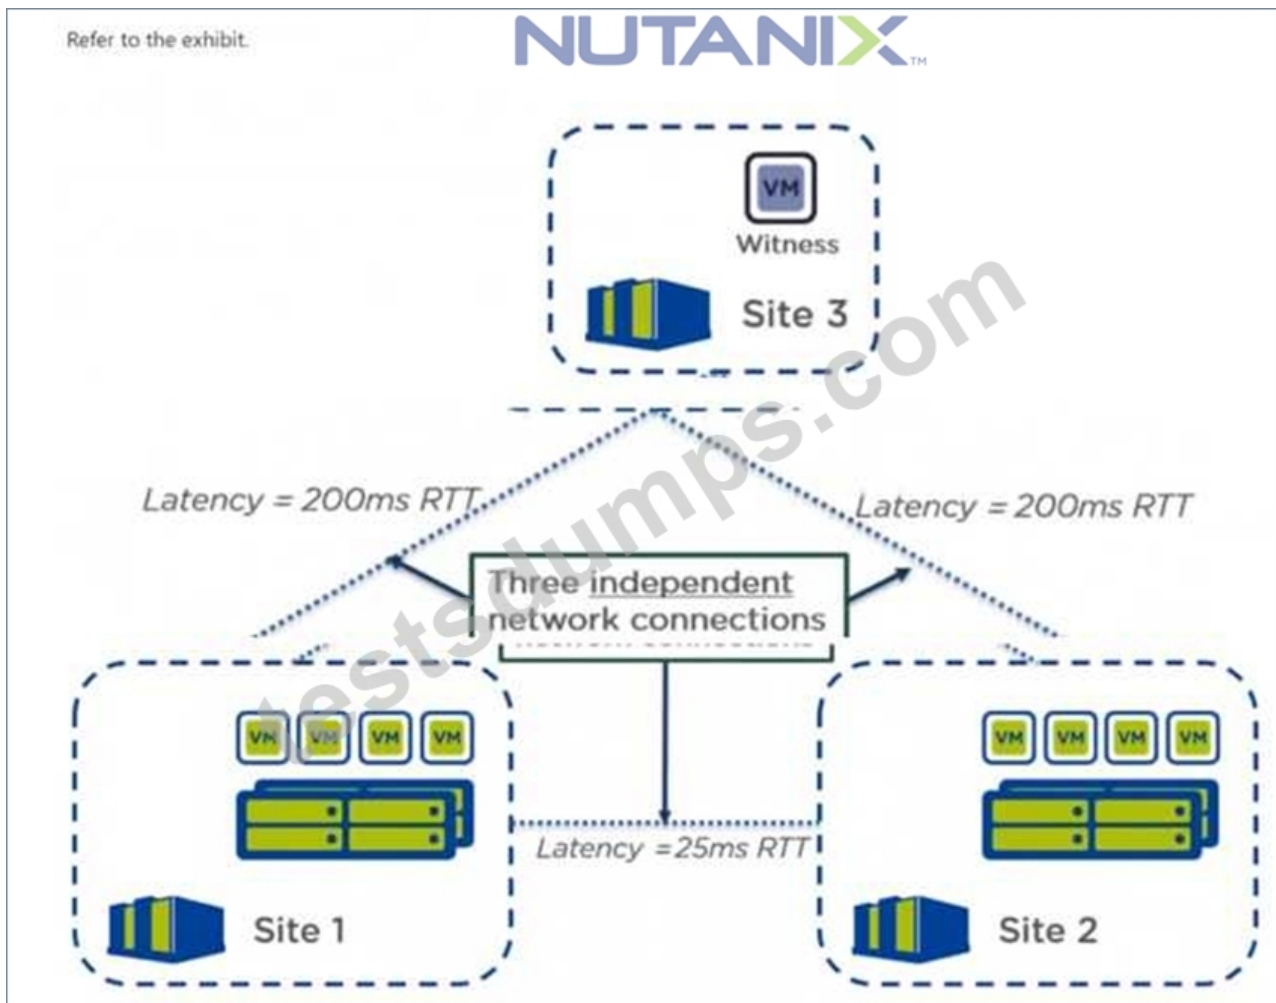 Refer to the exhibit.
NUTANIX™
VM
Witness
Site 3
Latency = 200ms RTT
Latency = 200ms RTT
Three independent
network connections
VM VM VM VM
VM VM VM VM
Latency =25ms RTT
Site 1
Site 2
testsdumps.com